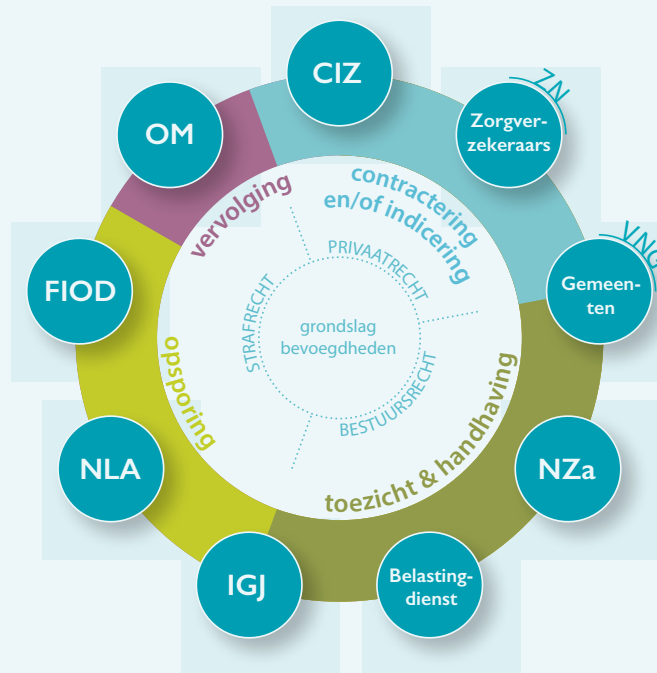 CIZ
ZN
Zorgver-
zekeraars
VNG
Gemeen-
ten
NZa
Belasting-
dienst
IGJ
NLA
FIOD
OM
vervolging
contractering
en/of indicering
toezicht & handhaving
opsporing
PRIVAATRECHT
BESTUURSRECHT
STRAFRECHT
grondslag
bevoegdheden